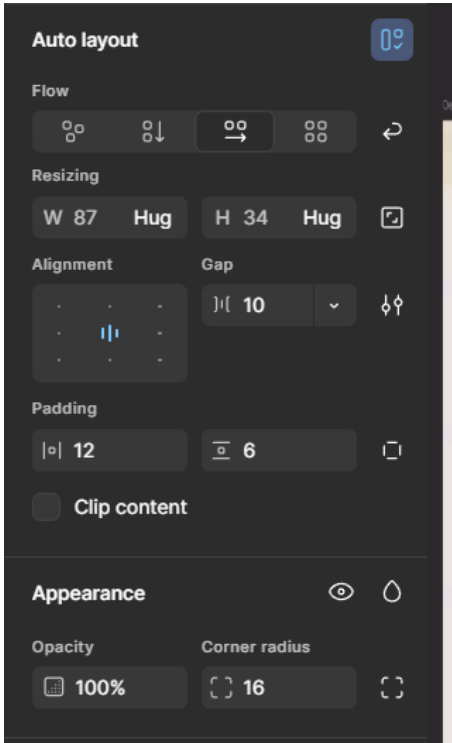 Auto layout
Flow
Resizing
W 87 Hug H 34 Hug
Alignment Gap
10
Padding
12 6
Clip content
Appearance
Opacity Corner radius
100% 16